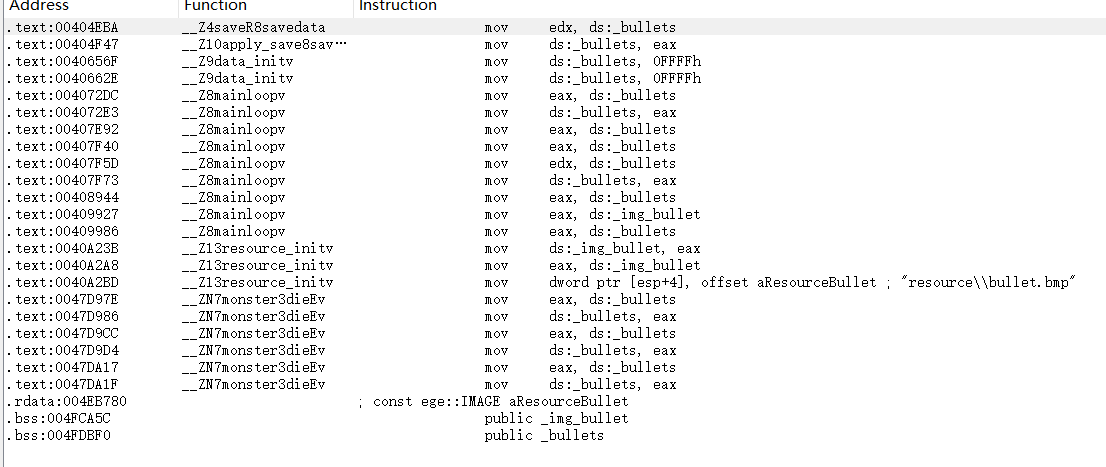 Address Function Instruction
.text:00404EBA __Z4saveR8savedata mov edx, ds:_bullets
.text:00404F47 __Z10apply_save8sav… mov ds:_bullets, eax
.text:0040656F __Z9data_initv mov ds:_bullets, 0FFFFh
.text:0040662E __Z9data_initv mov ds:_bullets, 0FFFFh
.text:004072DC __Z8mainloopv mov eax, ds:_bullets
.text:004072E3 __Z8mainloopv mov ds:_bullets, eax
.text:00407E92 __Z8mainloopv mov eax, ds:_bullets
.text:00407F40 __Z8mainloopv mov eax, ds:_bullets
.text:00407F5D __Z8mainloopv mov edx, ds:_bullets
.text:00407F73 __Z8mainloopv mov ds:_bullets, eax
.text:00408944 __Z8mainloopv mov eax, ds:_bullets
.text:00409927 __Z8mainloopv mov eax, ds:_img_bullet
.text:00409986 __Z8mainloopv mov eax, ds:_bullets
.text:0040A23B __Z13resource_initv mov ds:_img_bullet, eax
.text:0040A2A8 __Z13resource_initv mov eax, ds:_img_bullet
.text:0040A2BD __Z13resource_initv mov dword ptr [esp+4], offset aResourceBullet ; "resource\\bullet.bmp"
.text:0047D97E __ZN7monster3dieEv mov eax, ds:_bullets
.text:0047D986 __ZN7monster3dieEv mov ds:_bullets, eax
.text:0047D9CC __ZN7monster3dieEv mov eax, ds:_bullets
.text:0047D9D4 __ZN7monster3dieEv mov ds:_bullets, eax
.text:0047DA17 __ZN7monster3dieEv mov eax, ds:_bullets
.text:0047DA1F __ZN7monster3dieEv mov ds:_bullets, eax
.rdata:004EB780 ; const ege::IMAGE aResourceBullet
.bss:004FCA5C public _img_bullet
.bss:004FDBF0 public _bullets